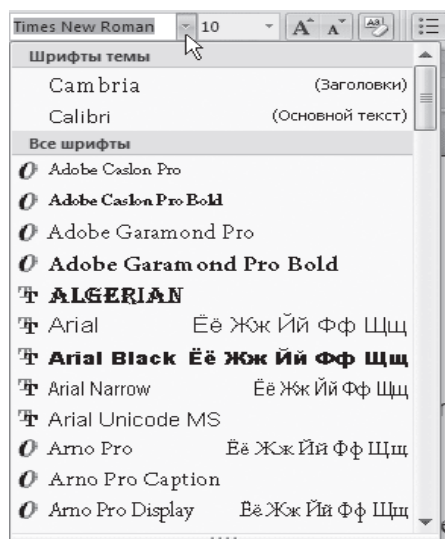 Times New Roman 10
Шрифты темы
Cambria (Заголовки)
Calibri (Основной текст)
Все шрифты
Adobe Caslon Pro
Adobe Caslon Pro Bold
Adobe Garamond Pro
Adobe Garamond Pro Bold
ALGERIAN
Arial Ёё Жж Йй Фф Щщ
Arial Black Ёё Жж Йй Фф Щщ
Arial Narrow Ёё Жж Йй Фф Щщ
Arial Unicode MS
Arno Pro Ёё Жж Йй Фф Щщ
Arno Pro Caption
Arno Pro Display Ёё Жж Йй Фф Щщ